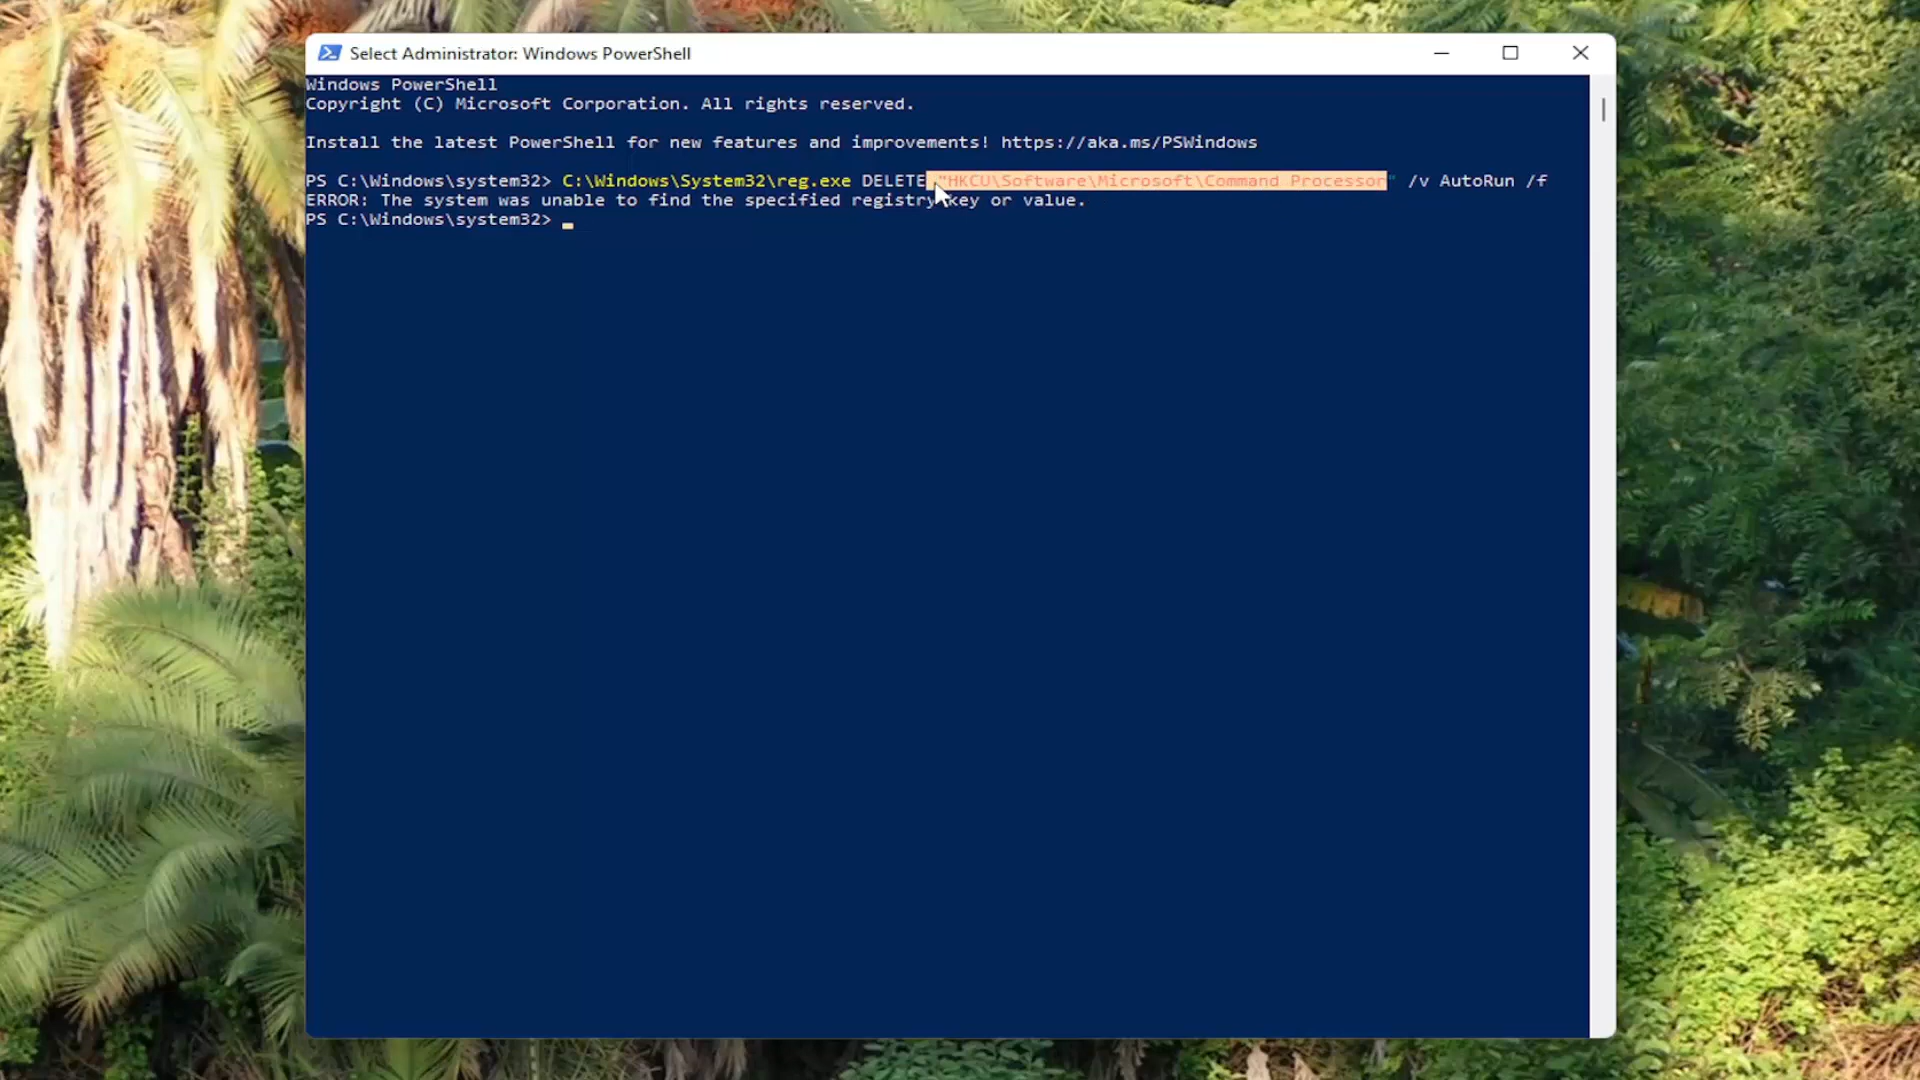 Select Administrator: Windows PowerShell
Windows PowerShell
Copyright (C) Microsoft Corporation. All rights reserved.
Install the latest PowerShell for new features and improvements! https://aka.ms/PSWindows
PS C:\Windows\system32> C:\Windows\System32\reg.exe DELETE "HKCU\Software\Microsoft\Command Processor" /v AutoRun /f
ERROR: The system was unable to find the specified registry key or value.
PS C:\Windows\system32>